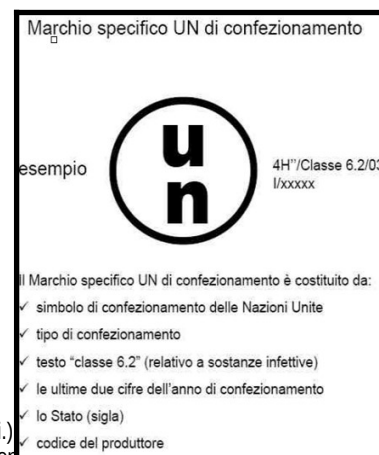 Marchio specifico UN di confezionamento
esempio
un
4H"/Classe 6.2/03
I/xxxxx
Il Marchio specifico UN di confezionamento è costituito da:
✓ simbolo di confezionamento delle Nazioni Unite
✓ tipo di confezionamento
✓ testo “classe 6.2” (relativo a sostanze infettive)
✓ le ultime due cifre dell’anno di confezionamento
✓ lo Stato (sigla)
✓ codice del produttore